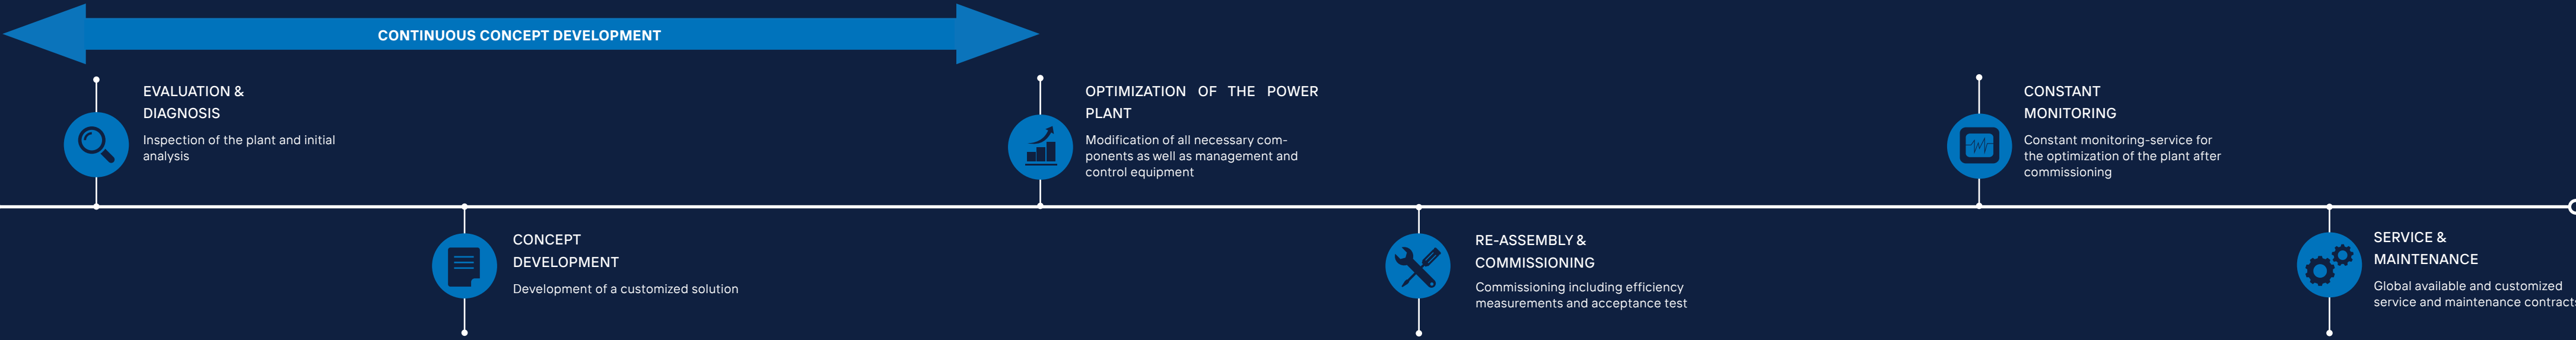 CONTINUOUS CONCEPT DEVELOPMENT
EVALUATION &
DIAGNOSIS
Inspection of the plant and initial
analysis
CONCEPT
DEVELOPMENT
Development of a customized solution
OPTIMIZATION OF THE POWER
PLANT
Modification of all necessary com-
ponents as well as management and
control equipment
RE-ASSEMBLY &
COMMISSIONING
Commissioning including efficiency
measurements and acceptance test
CONSTANT
MONITORING
Constant monitoring-service for
the optimization of the plant after
commissioning
SERVICE &
MAINTENANCE
Global available and customized
service and maintenance contracts